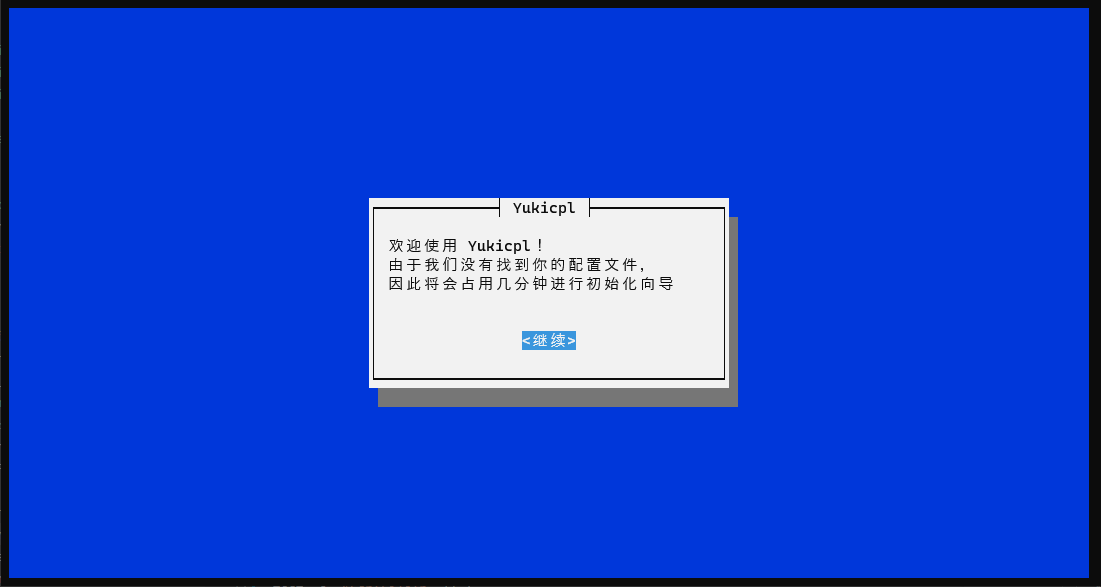 Yukicpl
欢迎使用 Yukicpl！
由于我们没有找到你的配置文件，
因此将会占用几分钟进行初始化向导
<继续>